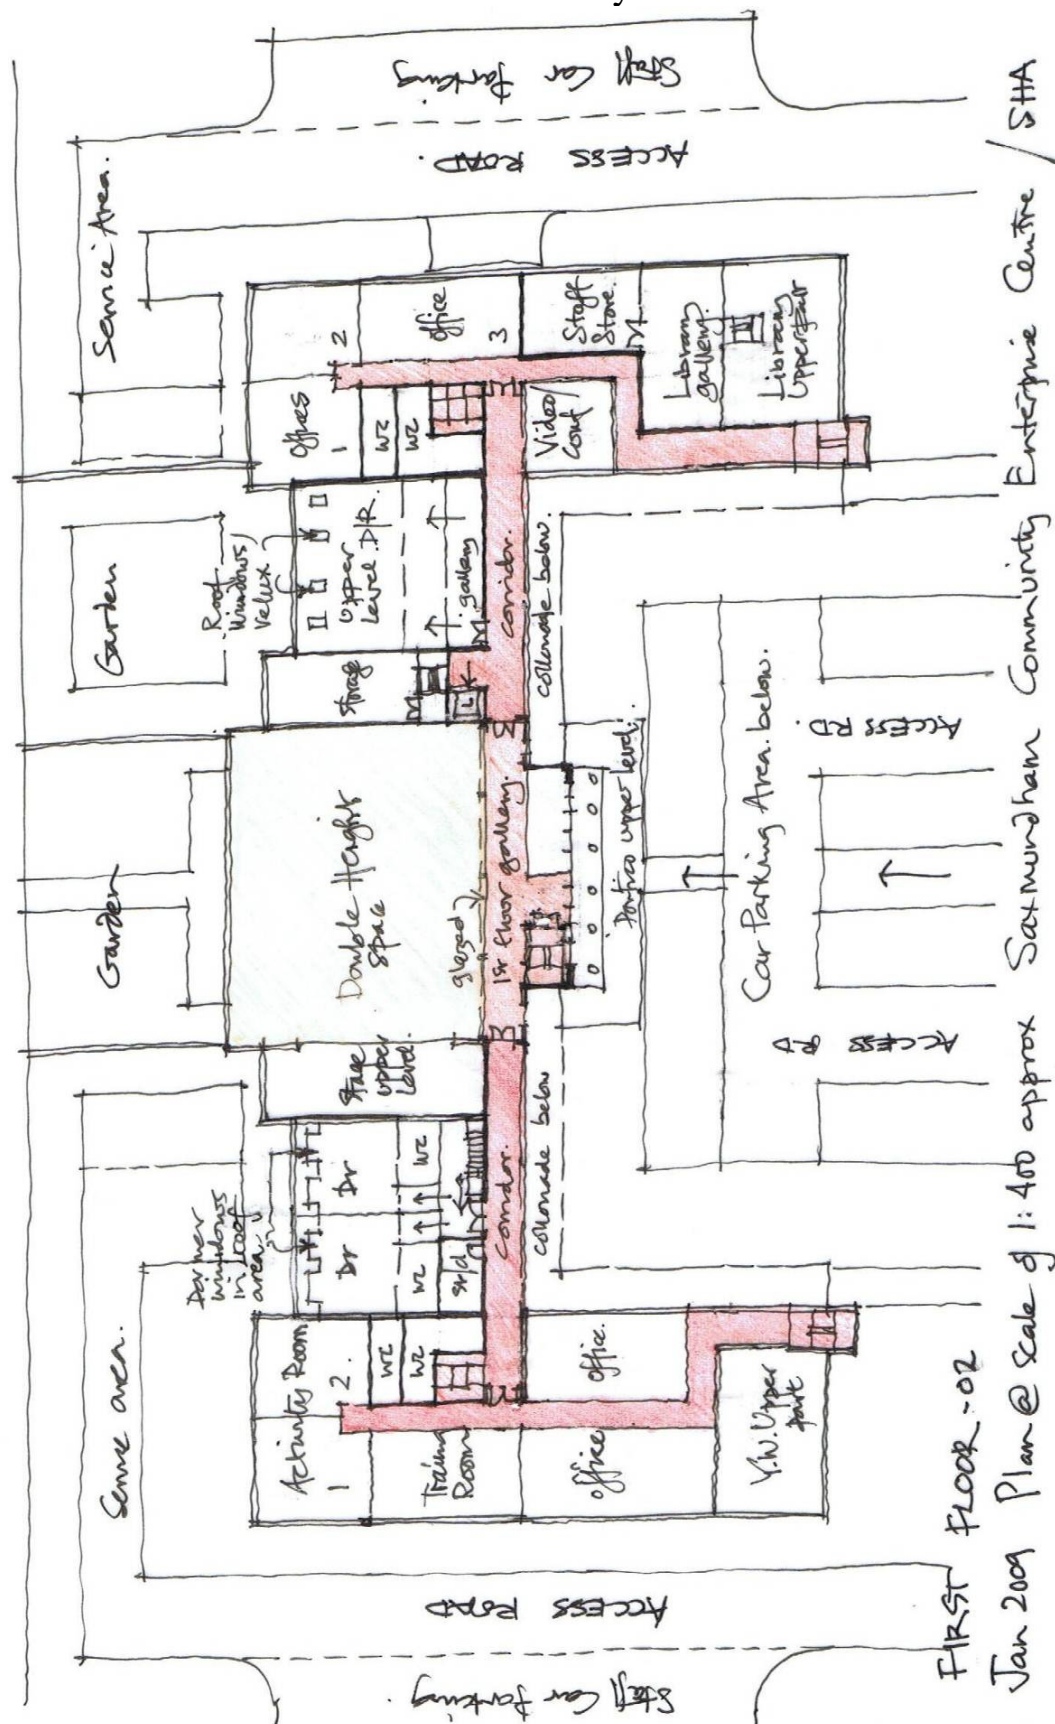 Service area.
Garden
Garden
Service Area.
Dormer
windows
in roof
area.
Roof
windows/
velux
Activity Room
1
2.
Dr
Dr
Stage
upper
level.
Double Height
Space
Storage
upper
level D/R.
offices
1
2
WC
WC
WC
WC
WC
WC
Training
Room
St/d
glazed
L
gallery
office
3
corridor.
1st floor gallery.
corridor.
office
office.
collonade below
collonade below.
Video/
Conf
Staff
Store.
Library
gallery.
Library
upper part
Y.W. Upper
part
Portico upper level.
Car Parking Area. below.
ACCESS
RD
ACCESS RD
ACCESS ROAD
ACCESS ROAD.
Staff Car Parking.
Staff Car
Parking
FIRST FLOOR - 02
Jan 2009 Plan @ scale of 1:400 approx Saxmundham Community Enterprise Centre / SHA